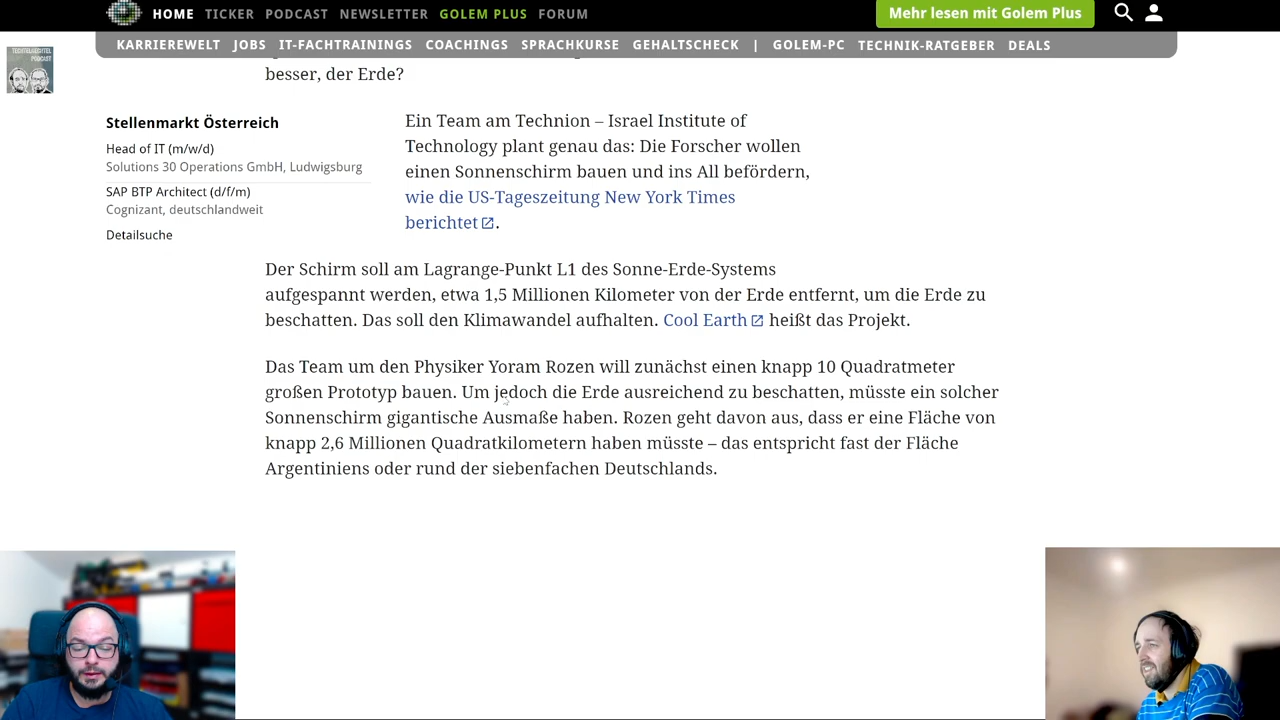 HOME TICKER PODCAST NEWSLETTER GOLEM PLUS FORUM Mehr lesen mit Golem Plus
KARRIEREWELT JOBS IT-FACHTRAININGS COACHINGS SPRACHKURSE GEHALTSCHECK | GOLEM-PC TECHNIK-RATGEBER DEALS
PODCAST
besser, der Erde?
Stellenmarkt Österreich
Head of IT (m/w/d)
Solutions 30 Operations GmbH, Ludwigsburg
SAP BTP Architect (d/f/m)
Cognizant, deutschlandweit
Detailsuche
Ein Team am Technion – Israel Institute of
Technology plant genau das: Die Forscher wollen
einen Sonnenschirm bauen und ins All befördern,
wie die US-Tageszeitung New York Times
berichtet.
Der Schirm soll am Lagrange-Punkt L1 des Sonne-Erde-Systems
aufgespannt werden, etwa 1,5 Millionen Kilometer von der Erde entfernt, um die Erde zu
beschatten. Das soll den Klimawandel aufhalten. Cool Earth heißt das Projekt.
Das Team um den Physiker Yoram Rozen will zunächst einen knapp 10 Quadratmeter
großen Prototyp bauen. Um jedoch die Erde ausreichend zu beschatten, müsste ein solcher
Sonnenschirm gigantische Ausmaße haben. Rozen geht davon aus, dass er eine Fläche von
knapp 2,6 Millionen Quadratkilometern haben müsste – das entspricht fast der Fläche
Argentiniens oder rund der siebenfachen Deutschlands.